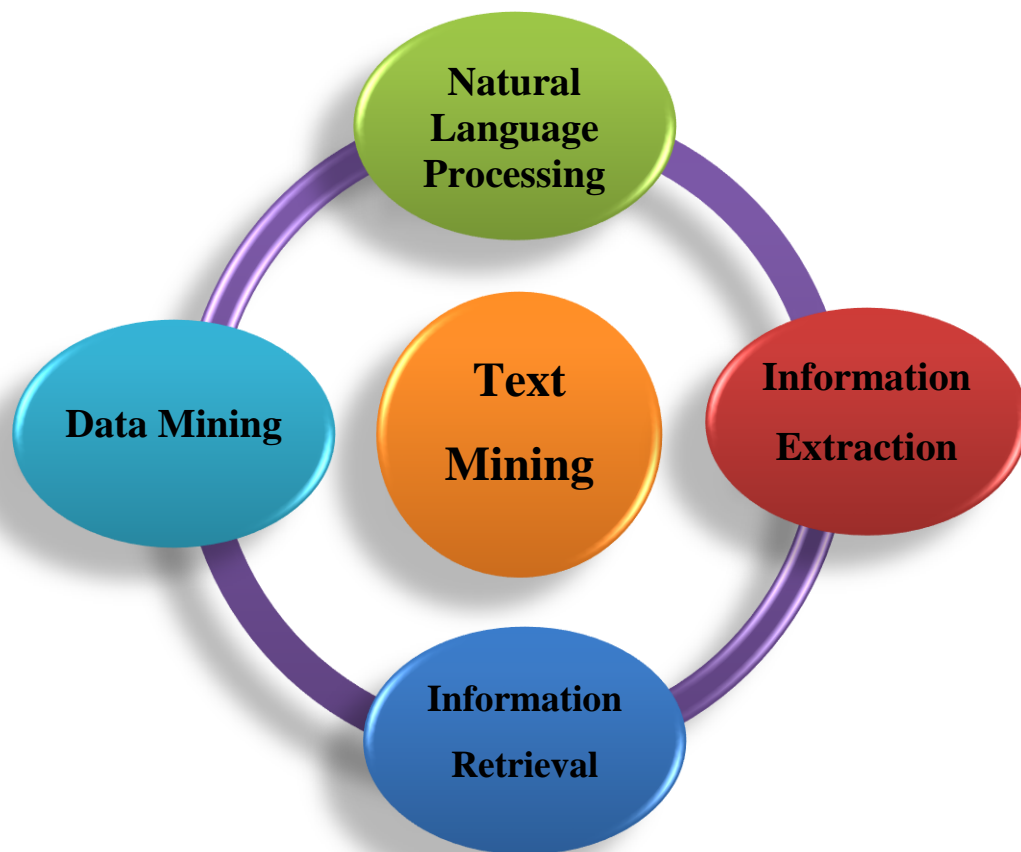 Natural
Language
Processing
Text
Mining
Information
Extraction
Data Mining
Information
Retrieval